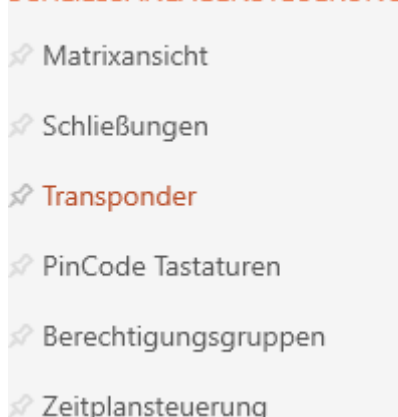 Matrixansicht
Schließungen
Transponder
PinCode Tastaturen
Berechtigungsgruppen
Zeitplansteuerung